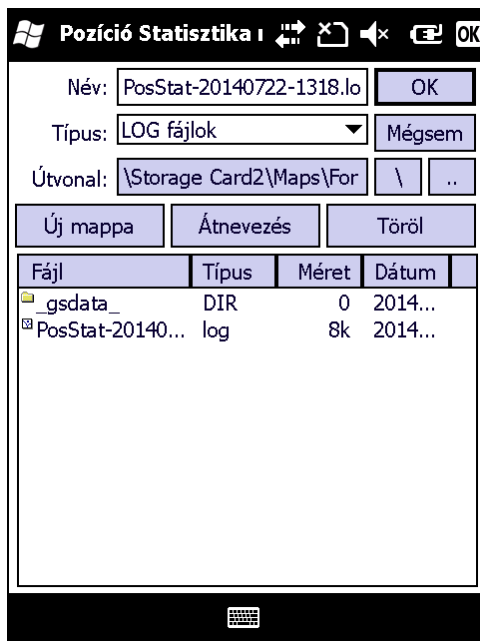 Pozíció Statisztika OK
Név: PosStat-20140722-1318.lo OK
Típus: LOG fájlok Mégsem
Útvonal: \Storage Card2\Maps\For \ ..
Új mappa Átnevezés Töröl
Fájl Típus Méret Dátum
_gsdata_ DIR 0 2014...
PosStat-20140... log 8k 2014...